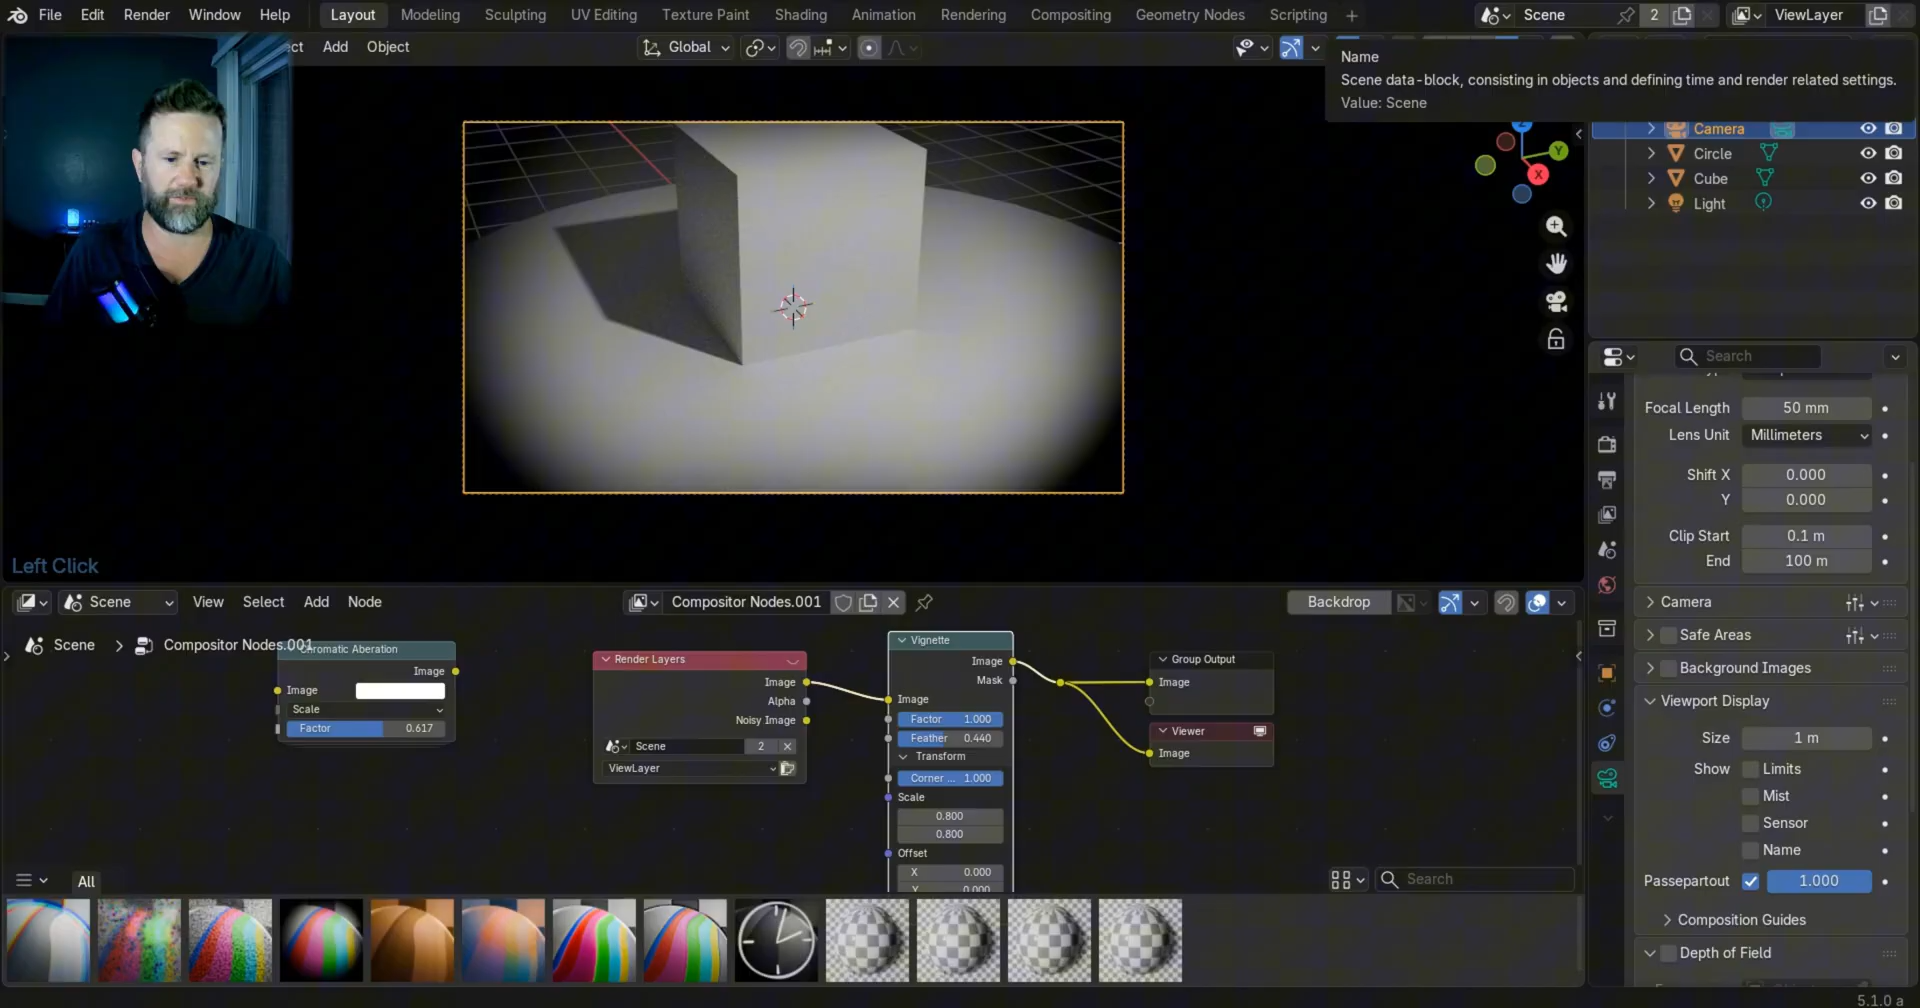 File Edit Render Window Help Layout Modeling Sculpting UV Editing Texture Paint Shading Animation Rendering Compositing Geometry Nodes Scripting + Scene 2 ViewLayer
ct Add Object Global
Name
Scene data-block, consisting in objects and defining time and render related settings.
Value: Scene
Camera
Circle
Cube
Light
Z
Y
X
Search
Focal Length 50 mm
Lens Unit Millimeters
Shift X 0.000
Y 0.000
Clip Start 0.1 m
End 100 m
Camera
Safe Areas
Background Images
Viewport Display
Size 1 m
Show Limits
Mist
Sensor
Name
Passepartout 1.000
Composition Guides
Depth of Field
Left Click
Scene View Select Add Node Compositor Nodes.001 Backdrop
Scene > Compositor Nodes.001
Chromatic Aberation
Image
Image
Scale
Factor 0.617
Render Layers
Image
Alpha
Noisy Image
Scene 2
ViewLayer
Vignette
Image
Mask
Image
Factor 1.000
Feather 0.440
Transform
Corner ... 1.000
Scale
0.800
0.800
Offset
X 0.000
Y 0.000
Group Output
Image
Viewer
Image
All
Search
5.1.0 a